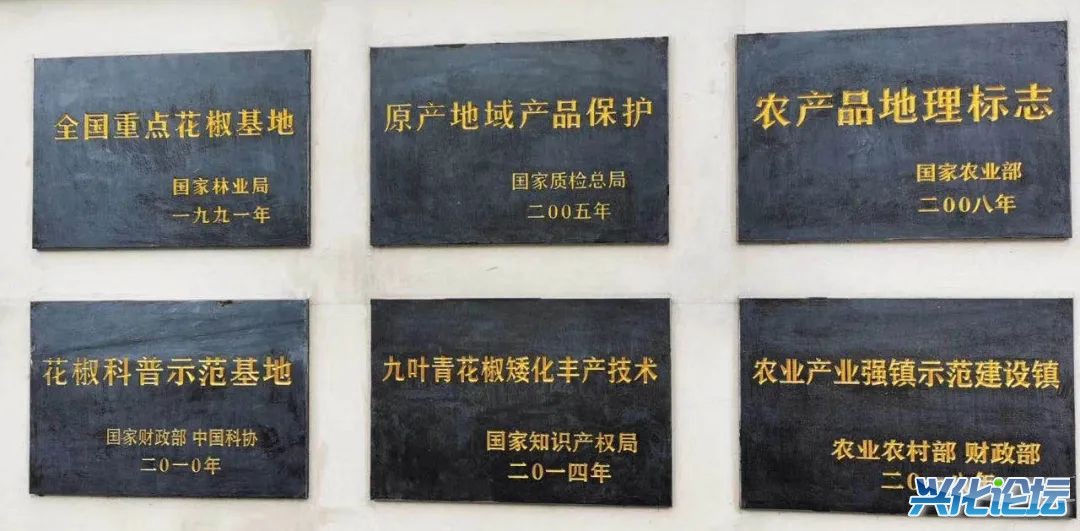 全国重点花椒基地
国家林业局
一九九一年
原产地域产品保护
国家质检总局
二00五年
农产品地理标志
国家农业部
二00八年
花椒科普示范基地
国家财政部 中国科协
二0一0年
九叶青花椒矮化丰产技术
国家知识产权局
二0一四年
农业产业强镇示范建设镇
农业农村部 财政部
二0一 年
兴化论坛